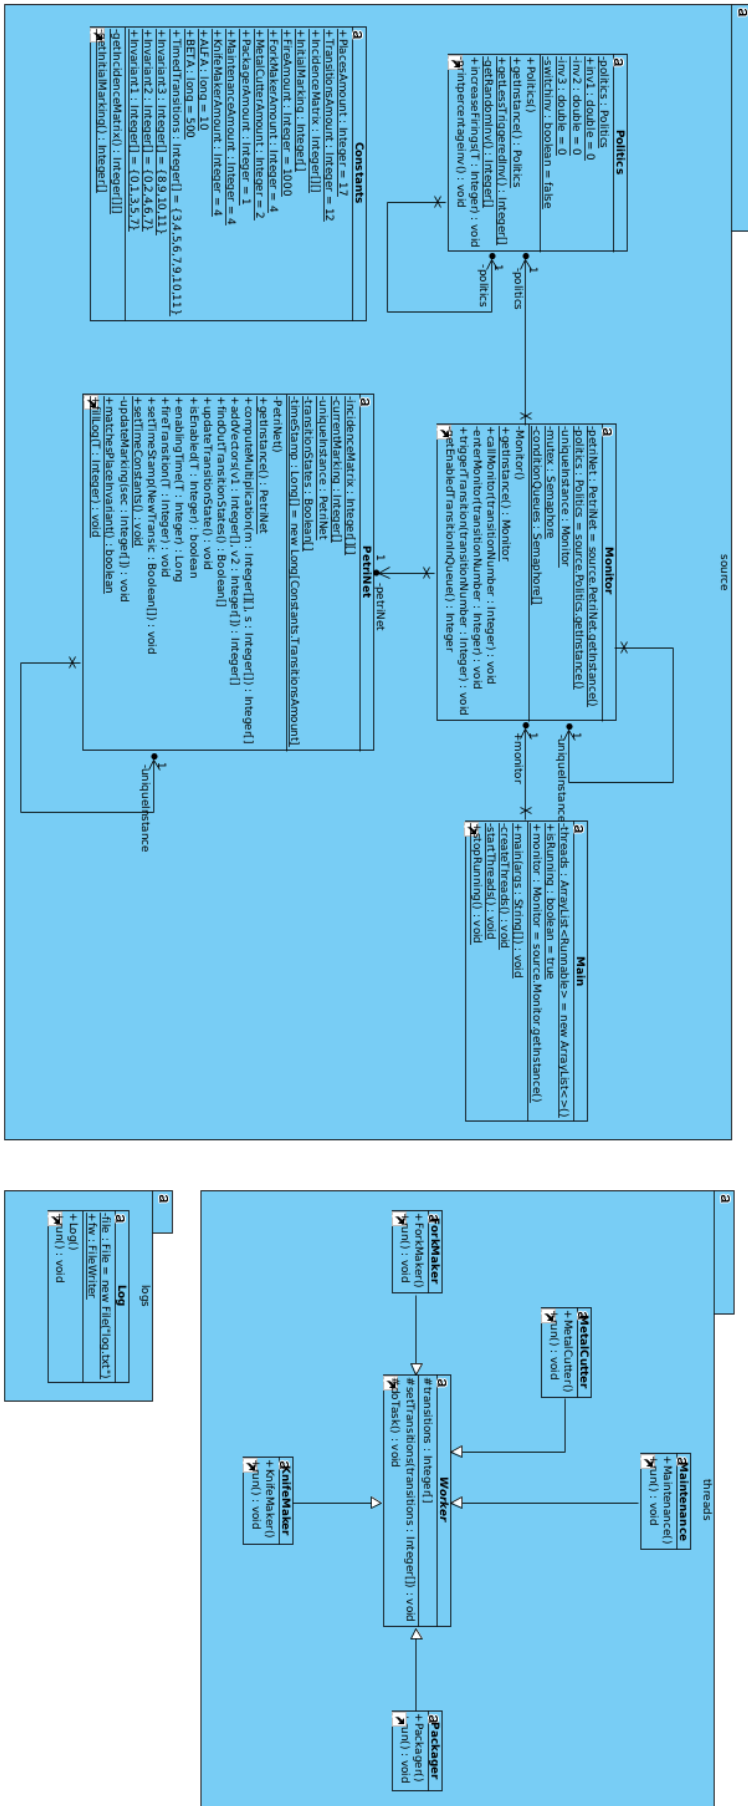 source
Politics
-politics : Politics
+inv1 : double = 0
-inv2 : double = 0
-inv3 : double = 0
-switchInv : boolean = false
+Politics()
+getInstance() : Politics
+getLessTriggeredInv() : Integer[]
-getRandomInv() : Integer[]
+increaseFirings(T : Integer) : void
printpercentageinv() : void
1
-politics
1
-politics
Monitor
-petriNet : PetriNet = source.PetriNet.getInstance()
-politics : Politics = source.Politics.getInstance()
-uniqueInstance : Monitor
-mutex : Semaphore
-conditionQueues : Semaphore[]
-Monitor()
+getInstance() : Monitor
+callMonitor(transitionNumber : Integer) : void
-enterMonitor(transitionNumber : Integer) : void
+triggerTransition(transitionNumber : Integer) : void
getEnabledTransitionInQueue() : Integer
1
-uniqueInstance
1
+monitor
Main
-threads : ArrayList<Runnable> = new ArrayList<>()
+isRunning : boolean = true
+monitor : Monitor = source.Monitor.getInstance()
+main(args : String[]) : void
-createThreads() : void
-startThreads() : void
stopRunning() : void
Constants
+PlacesAmount : Integer = 17
+TransitionsAmount : Integer = 12
+IncidenceMatrix : Integer[][]
+InitialMarking : Integer[]
+FireAmount : Integer = 1000
+ForkMakerAmount : Integer = 4
+MetalCutterAmount : Integer = 2
+PackagerAmount : Integer = 1
+MaintenanceAmount : Integer = 4
+KnifeMakerAmount : Integer = 4
+ALFA : long = 10
+BETA : long = 500
+TimedTransitions : Integer[] = {3,4,5,6,7,9,10,11}
+Invariant3 : Integer[] = {8,9,10,11}
+Invariant2 : Integer[] = {0,2,4,6,7}
+Invariant1 : Integer[] = {0,1,3,5,7}
-getIncidenceMatrix() : Integer[][]
getInitialMarking() : Integer[]
1
-petriNet
PetriNet
-incidenceMatrix : Integer[][]
-currentMarking : Integer[]
-uniqueInstance : PetriNet
-transitionStates : Boolean[]
-timeStamp : Long[] = new Long[Constants.TransitionsAmount]
-PetriNet()
+getInstance() : PetriNet
+computeMultiplication(m : Integer[][], s : Integer[]) : Integer[]
+addVectors(v1 : Integer[], v2 : Integer[]) : Integer[]
+findOutTransitionStates() : Boolean[]
+updateTransitionState() : void
+isEnabled(T : Integer) : boolean
+enablingTime(T : Integer) : Long
+fireTransition(T : Integer) : void
+setTimeStamp(NewTransic : Boolean[]) : void
+setTimeConstants() : void
-updateMarking(sec : Integer[]) : void
+matchesPlaceInvariant() : boolean
fillLog(T : Integer) : void
1
-uniqueInstance
threads
Maintenance
+Maintenance()
run() : void
MetalCutter
+MetalCutter()
run() : void
ForkMaker
+ForkMaker()
run() : void
Worker
#transitions : Integer[]
#setTransitions(transitions : Integer[]) : void
doTask() : void
Packager
+Packager()
run() : void
KnifeMaker
+KnifeMaker()
run() : void
logs
Log
-file : File = new File("log.txt")
+fw : FileWriter
+Log()
run() : void